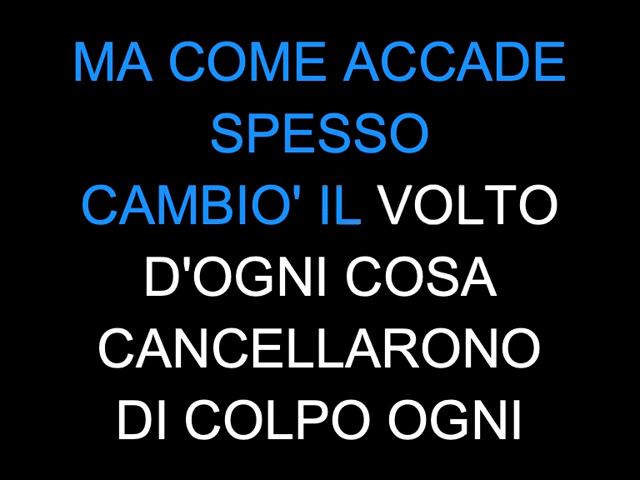 MA COME ACCADE
SPESSO
CAMBIO' IL VOLTO
D'OGNI COSA
CANCELLARONO
DI COLPO OGNI